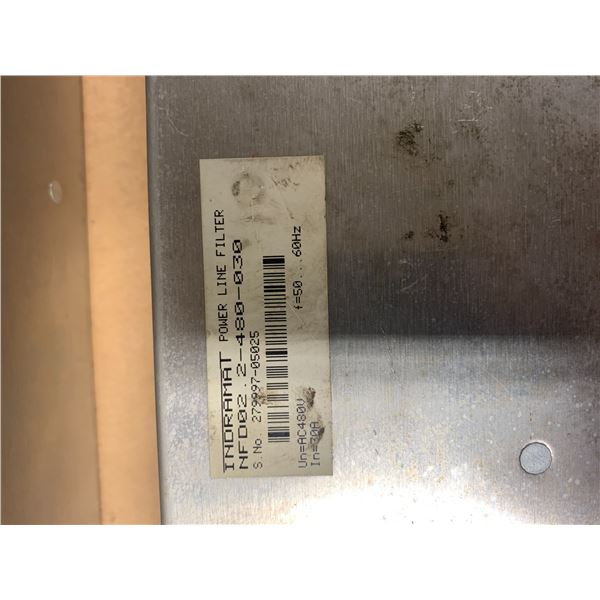 INDRAMAT POWER LINE FILTER
NFD02.2-480-030
S.No. 279997-05025
Un=AC480V f=50...60Hz
In=30A